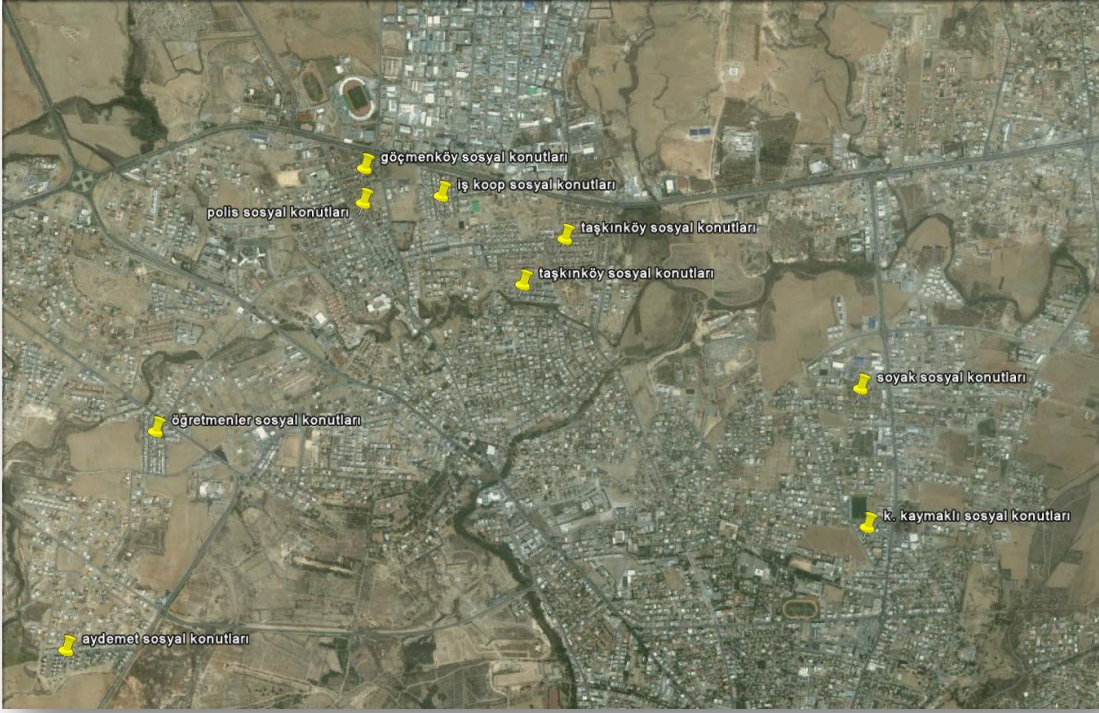 göçmenköy sosyal konutları
iş koop sosyal konutları
polis sosyal konutları
taşkınköy sosyal konutları
taşkınköy sosyal konutları
soyak sosyal konutları
öğretmenler sosyal konutları
k. kaymaklı sosyal konutları
aydemet sosyal konutları